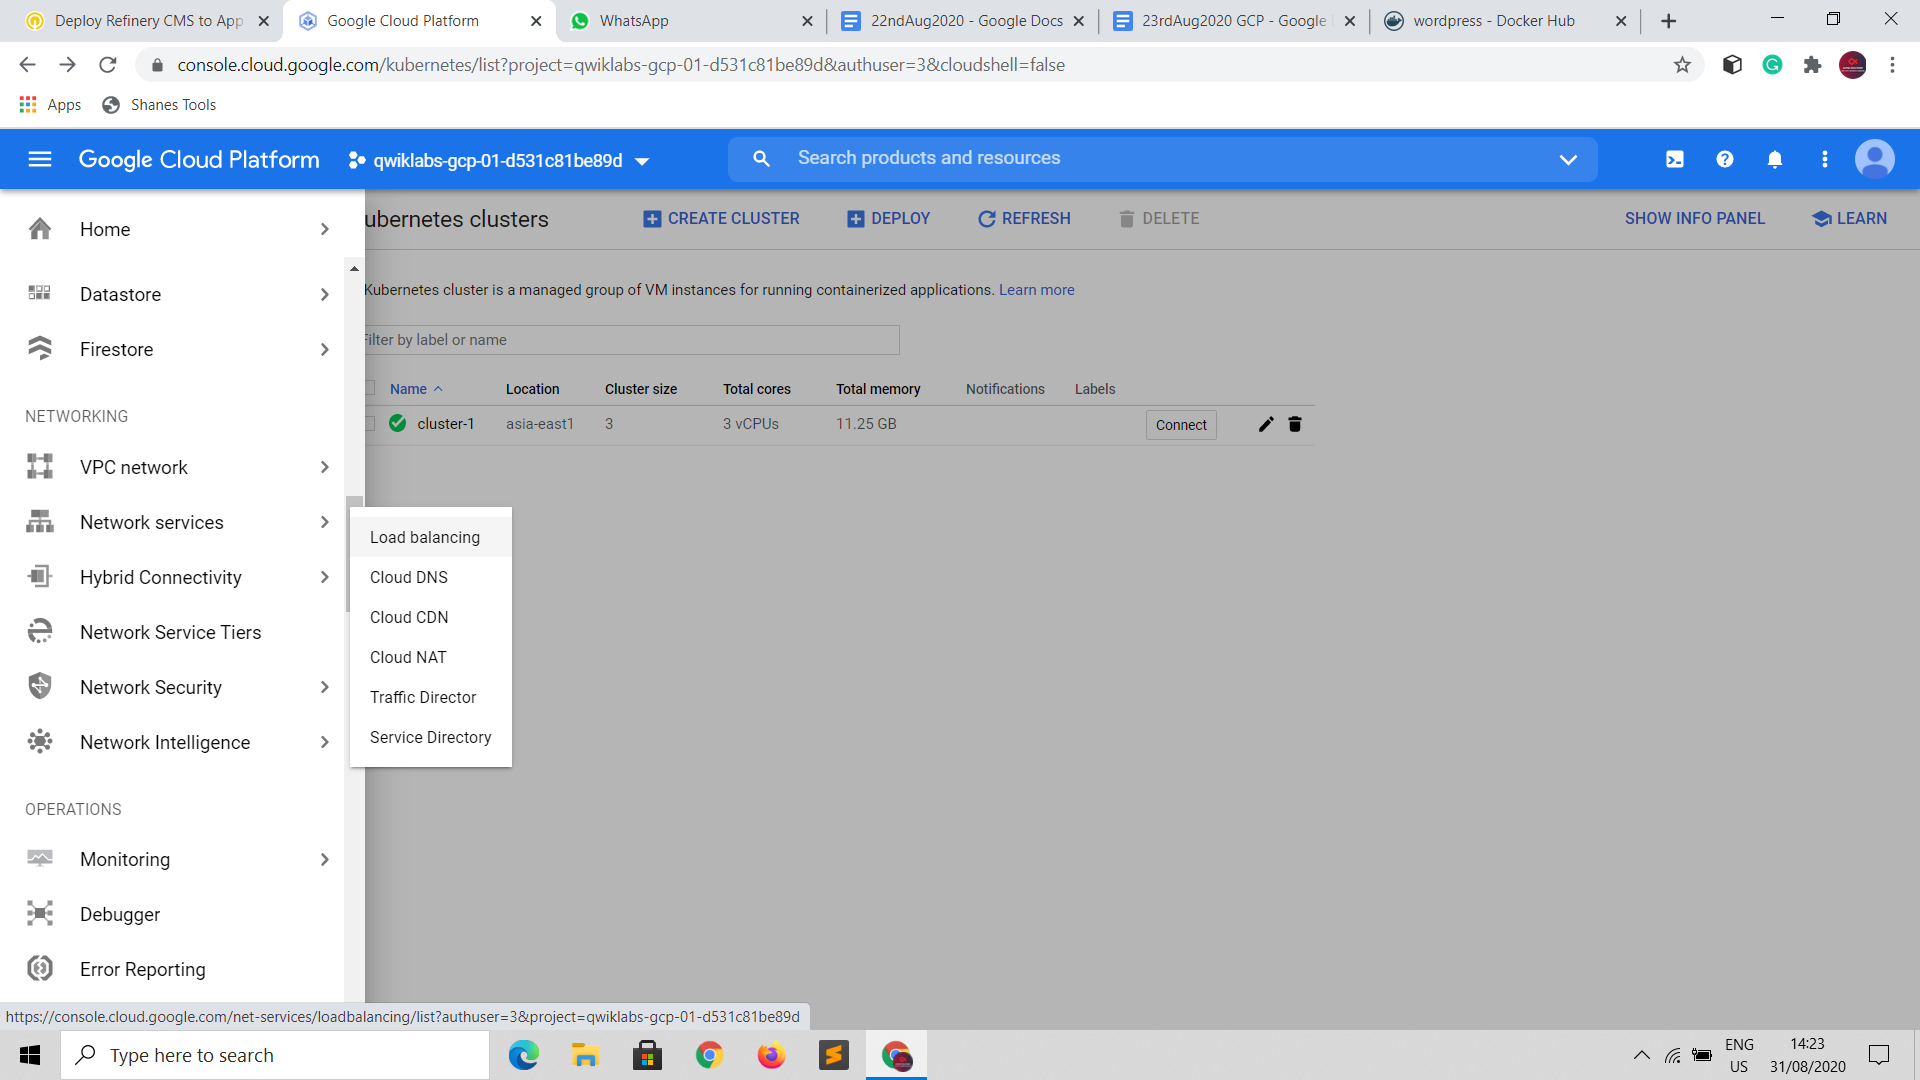 Deploy Refinery CMS to App
Google Cloud Platform
WhatsApp
22ndAug2020 - Google Docs
23rdAug2020 GCP - Google
wordpress - Docker Hub
console.cloud.google.com/kubernetes/list?project=qwiklabs-gcp-01-d531c81be89d&authuser=3&cloudshell=false
Apps
Shanes Tools
Google Cloud Platform
qwiklabs-gcp-01-d531c81be89d
Search products and resources
Home
Datastore
Firestore
NETWORKING
VPC network
Network services
Hybrid Connectivity
Network Service Tiers
Network Security
Network Intelligence
OPERATIONS
Monitoring
Debugger
Error Reporting
Load balancing
Cloud DNS
Cloud CDN
Cloud NAT
Traffic Director
Service Directory
ubernetes clusters
CREATE CLUSTER
DEPLOY
REFRESH
DELETE
SHOW INFO PANEL
LEARN
Kubernetes cluster is a managed group of VM instances for running containerized applications. Learn more
Filter by label or name
Name Location Cluster size Total cores Total memory Notifications Labels
cluster-1 asia-east1 3 3 vCPUs 11.25 GB Connect
https://console.cloud.google.com/net-services/loadbalancing/list?authuser=3&project=qwiklabs-gcp-01-d531c81be89d
Type here to search
ENG
US
14:23
31/08/2020